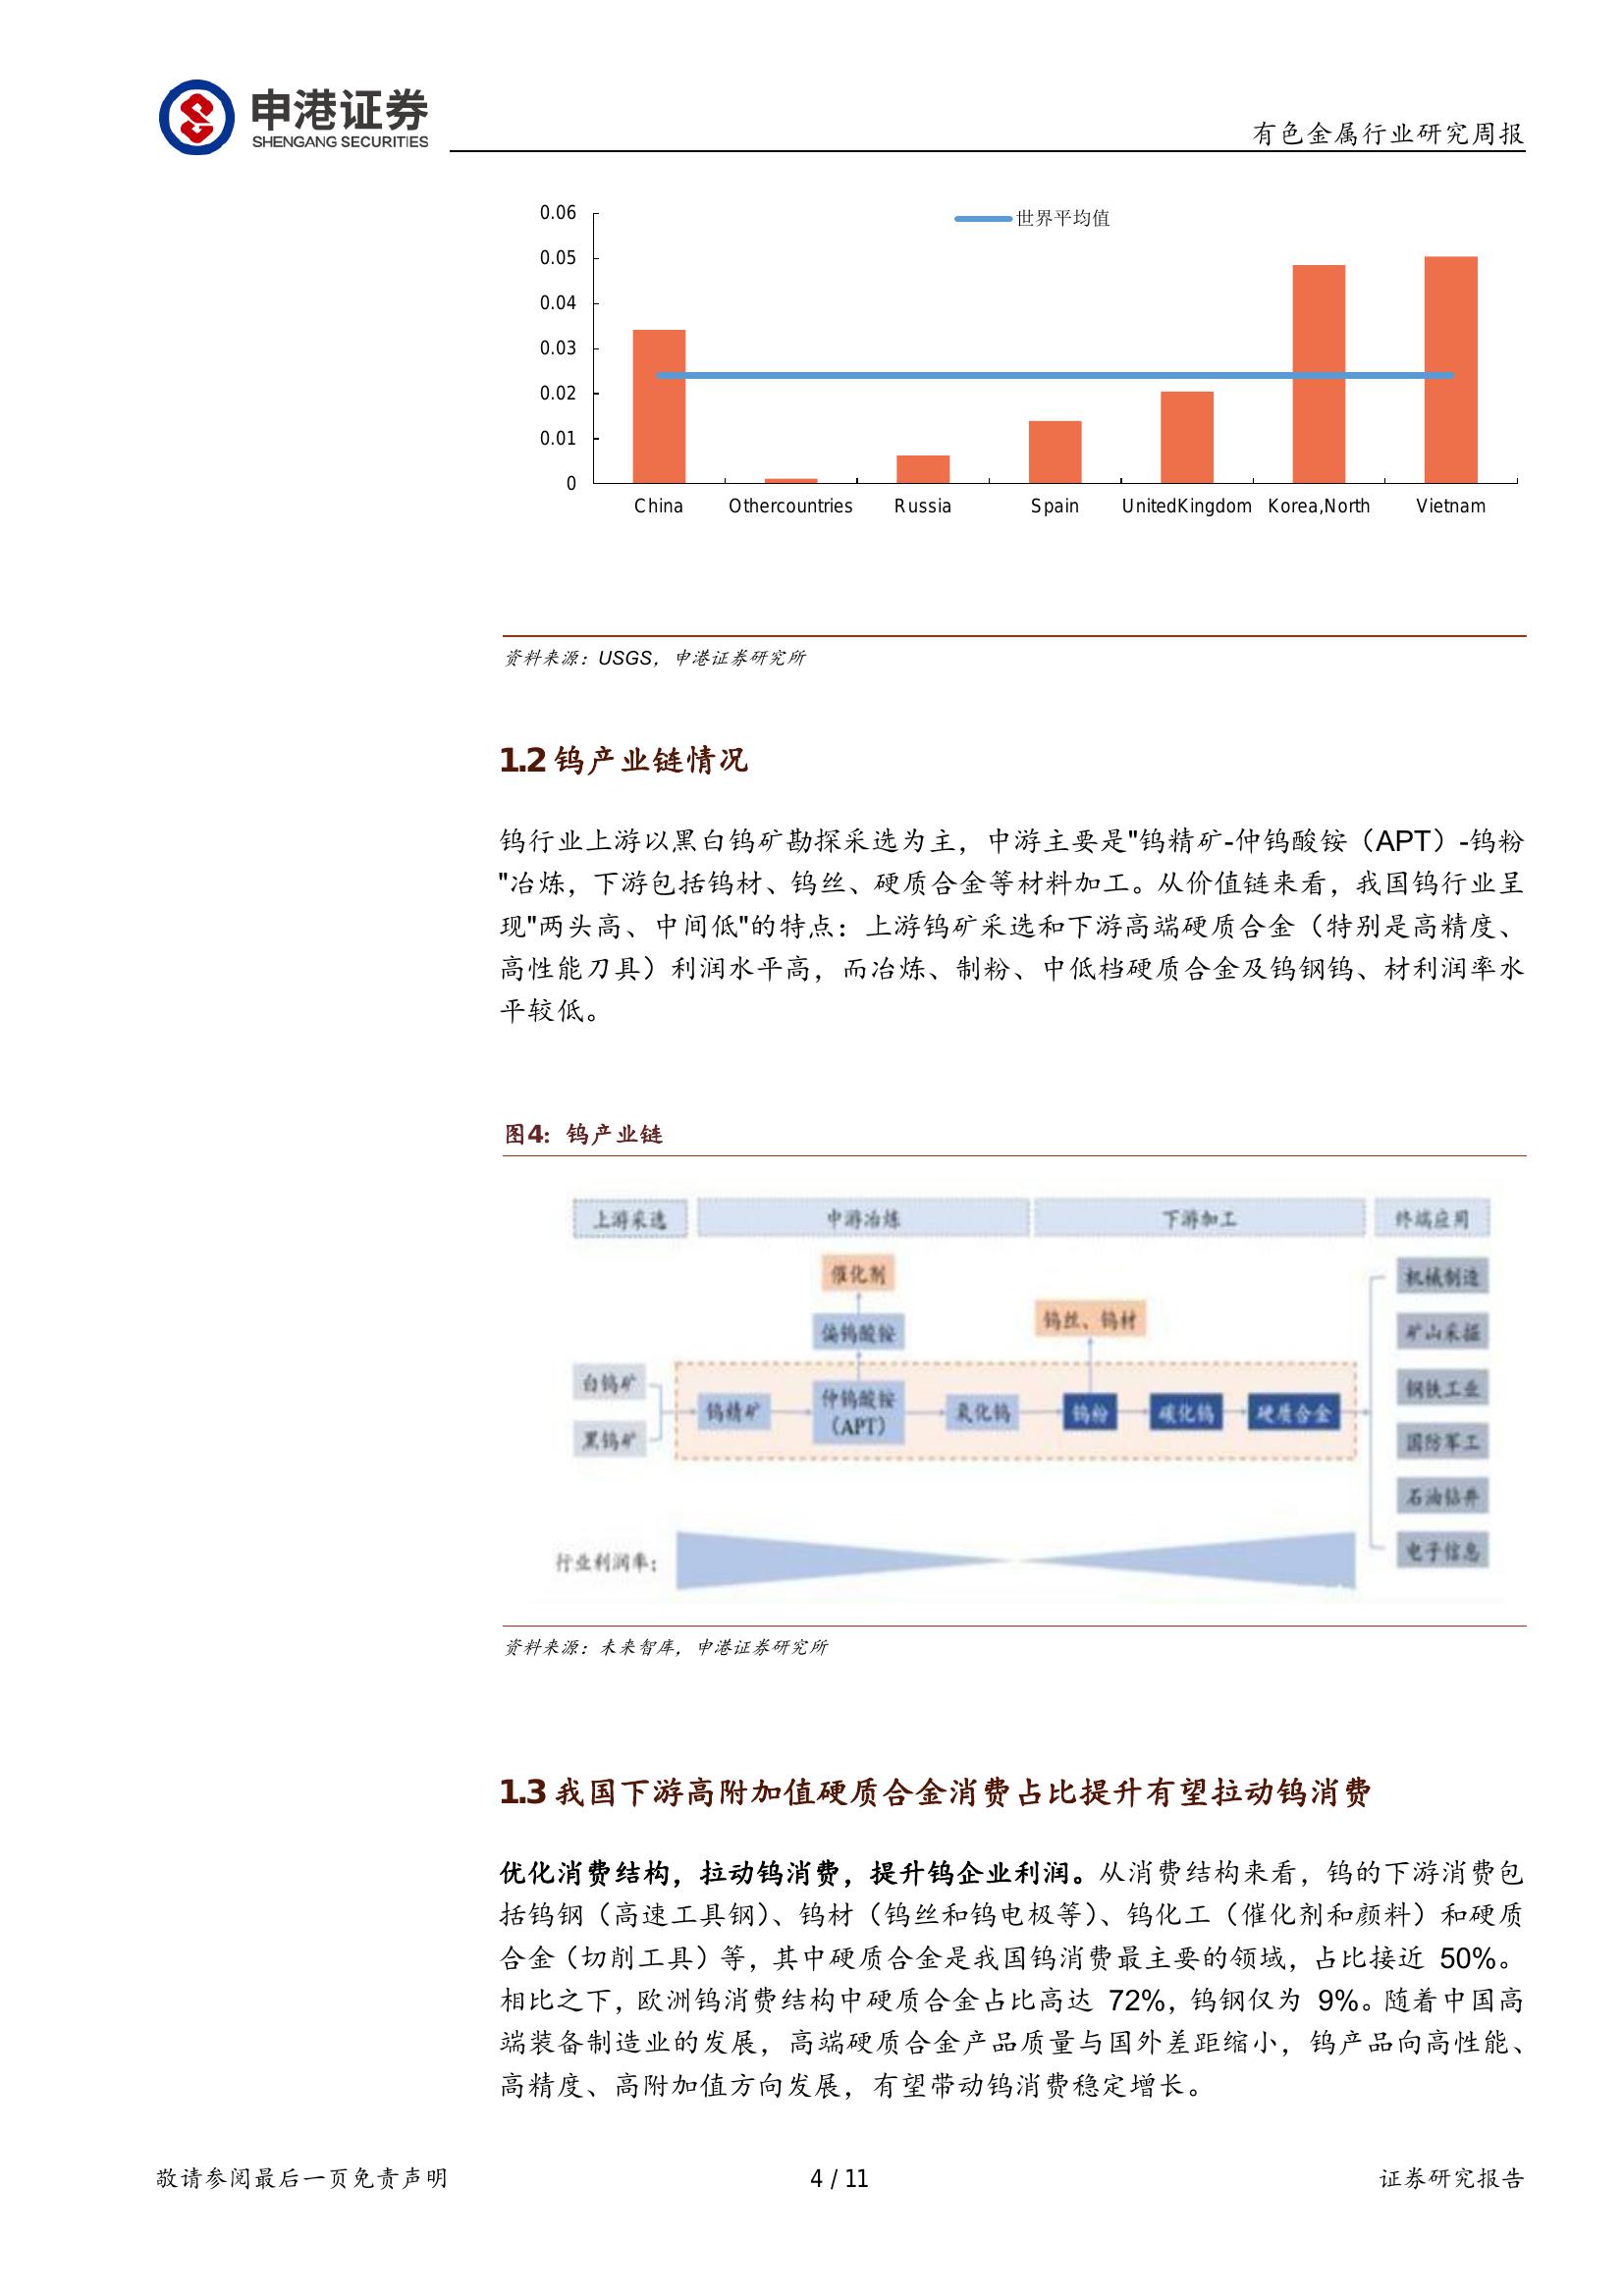 申港证券
SHENGANG SECURITIES
有色金属行业研究周报
世界平均值
0.06
0.05
0.04
0.03
0.02
0.01
0
China Othercountries Russia Spain UnitedKingdom Korea,North Vietnam
资料来源：USGS，申港证券研究所
1.2 钨产业链情况
钨行业上游以黑白钨矿勘探采选为主，中游主要是"钨精矿-仲钨酸铵（APT）-钨粉
"冶炼，下游包括钨材、钨丝、硬质合金等材料加工。从价值链来看，我国钨行业呈
现"两头高、中间低"的特点：上游钨矿采选和下游高端硬质合金（特别是高精度、
高性能刀具）利润水平高，而冶炼、制粉、中低档硬质合金及钨钢钨、材利润率水
平较低。
图4：钨产业链
上游采选 中游冶炼 下游加工 终端应用
催化剂
偏钨酸铵
钨丝、钨材
白钨矿
黑钨矿
钨精矿
仲钨酸铵
（APT）
氧化钨
钨粉
碳化钨
硬质合金
机械制造
矿山采掘
钢铁工业
国防军工
石油钻井
电子信息
行业利润率：
资料来源：未来智库，申港证券研究所
1.3 我国下游高附加值硬质合金消费占比提升有望拉动钨消费
优化消费结构，拉动钨消费，提升钨企业利润。从消费结构来看，钨的下游消费包
括钨钢（高速工具钢）、钨材（钨丝和钨电极等）、钨化工（催化剂和颜料）和硬质
合金（切削工具）等，其中硬质合金是我国钨消费最主要的领域，占比接近 50%。
相比之下，欧洲钨消费结构中硬质合金占比高达 72%，钨钢仅为 9%。随着中国高
端装备制造业的发展，高端硬质合金产品质量与国外差距缩小，钨产品向高性能、
高精度、高附加值方向发展，有望带动钨消费稳定增长。
敬请参阅最后一页免责声明
4 / 11
证券研究报告